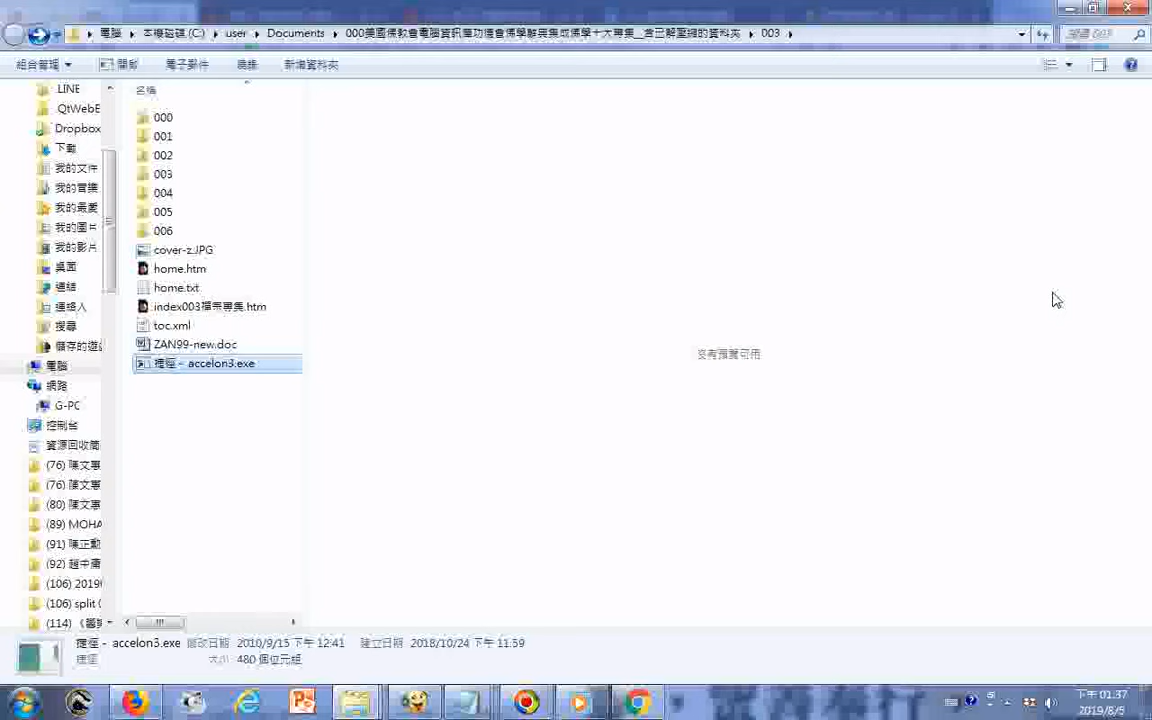 電腦 本機磁碟 (C:) user Documents 000美國佛教會電腦資訊庫功德會佛學辭典集成佛學十大專集__含已解壓縮的資料夾 003
搜尋 003
組合管理 開啟 電子郵件 燒錄 新增資料夾
名稱
LINE
QtWebE
Dropbox
下載
我的文件
我的音樂
我的最愛
我的圖片
我的影片
桌面
連結
連絡人
搜尋
儲存的遊
電腦
網路
G-PC
控制台
資源回收筒
(76) 陳文
(76) 陳文
(80) 陳文
(89) MOHA
(91) 陳正
(92) 趙中
(106) 2019
(106) split
(114)
000
001
002
003
004
005
006
cover-z.JPG
home.htm
home.txt
index003禪宗專集.htm
toc.xml
ZAN99-new.doc
捷徑 - accelon3.exe
沒有預覽可用
捷徑 - accelon3.exe 修改日期: 2010/9/15 下午 12:41 建立日期: 2018/10/24 下午 11:59
捷徑 大小: 480 個位元組
下午 01:37
2019/8/5